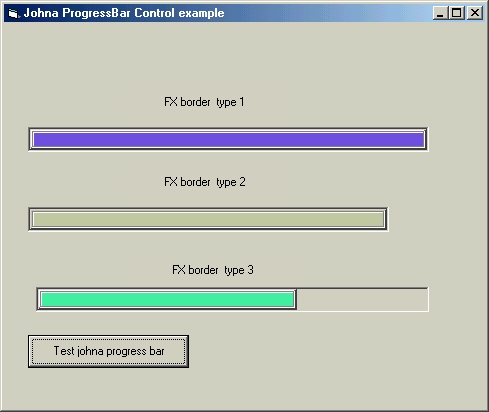 Johna ProgressBar Control example
FX border type 1
FX border type 2
FX border type 3
Test johna progress bar